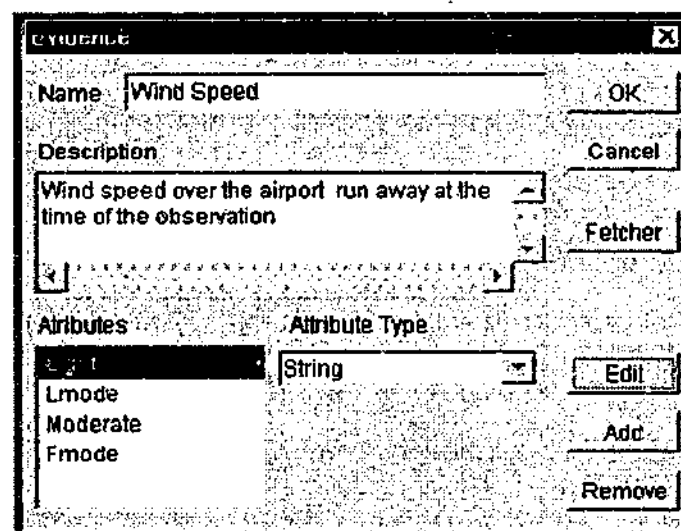 Name Wind Speed OK
Description Cancel
Wind speed over the airport run away at the
time of the observation
Fetcher
Atributes Attribute Type
String Edit
Lmode
Moderate Add
Fmode
Remove